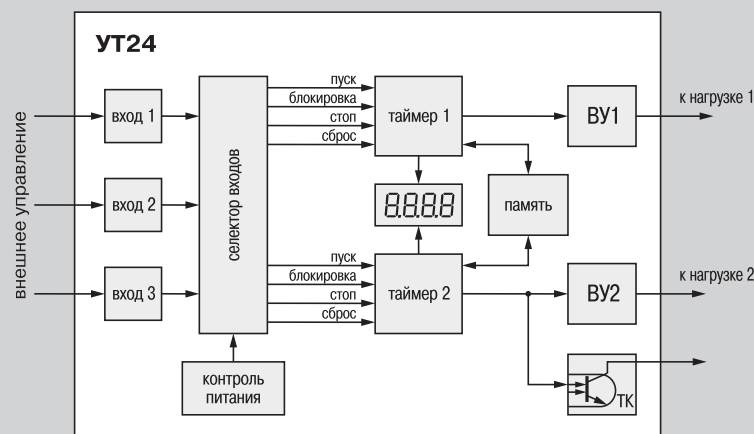 УТ24
внешнее управление
вход 1
вход 2
вход 3
селектор входов
контроль
питания
пуск
блокировка
стоп
сброс
таймер 1
8.8.8.8
память
пуск
блокировка
стоп
сброс
таймер 2
ВУ1
ВУ2
ТК
к нагрузке 1
к нагрузке 2